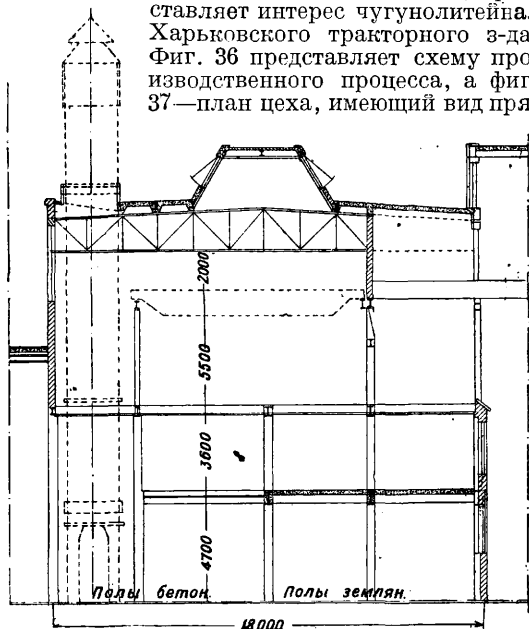 ставляет интерес чугунолитейна
Харьковского тракторного з-да
Фиг. 36 представляет схему про
изводственного процесса, а фиг
37—план цеха, имеющий вид пря
2000
5500
3600
4700
Полы бетон. Полы землян.
18000